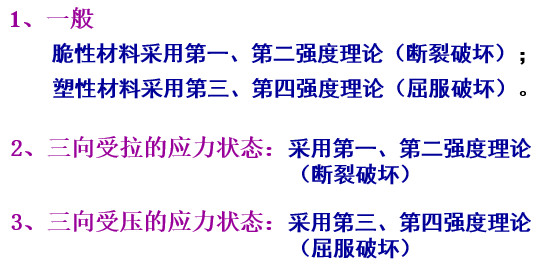 1、一般
脆性材料采用第一、第二强度理论（断裂破坏）；
塑性材料采用第三、第四强度理论（屈服破坏）。
2、三向受拉的应力状态：采用第一、第二强度理论
（断裂破坏）
3、三向受压的应力状态：采用第三、第四强度理论
（屈服破坏）